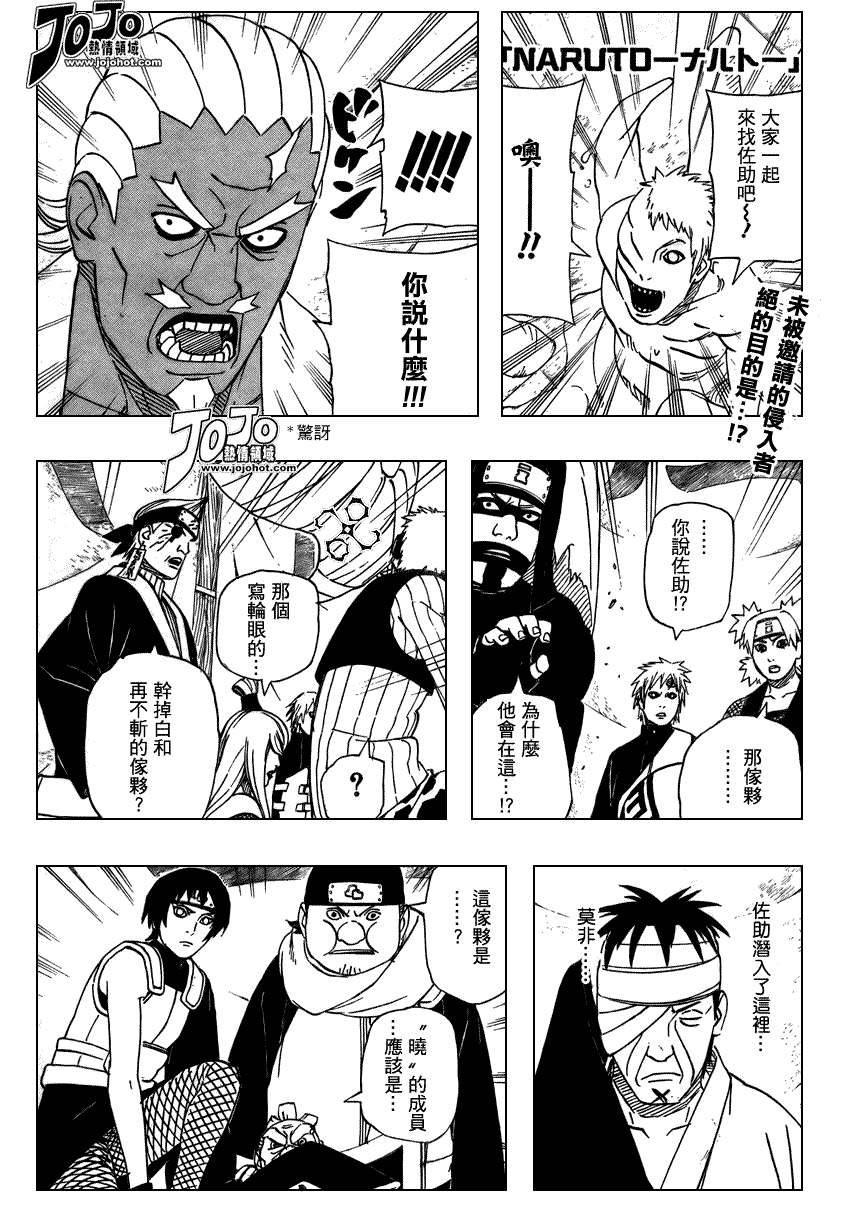 JOJO
熱情領域
www.jojohot.com
「NARUTOーナルトー」
大家一起
來找佐助吧～
噢——!!
未被邀請的侵入者
絕的目的是…!?
!!!!!
ドキン
你說什麼!!!
*驚訝
JOJO
熱情領域
www.jojohot.com
……
你說佐助!?
那傢夥
………
為什麼
他會在這…!?
那個
寫輪眼的…
?
幹掉白和
再不斬的傢夥?
佐助潛入了這裡…
莫非……
這傢夥是
……?
〝曉〞的成員
…應該是…